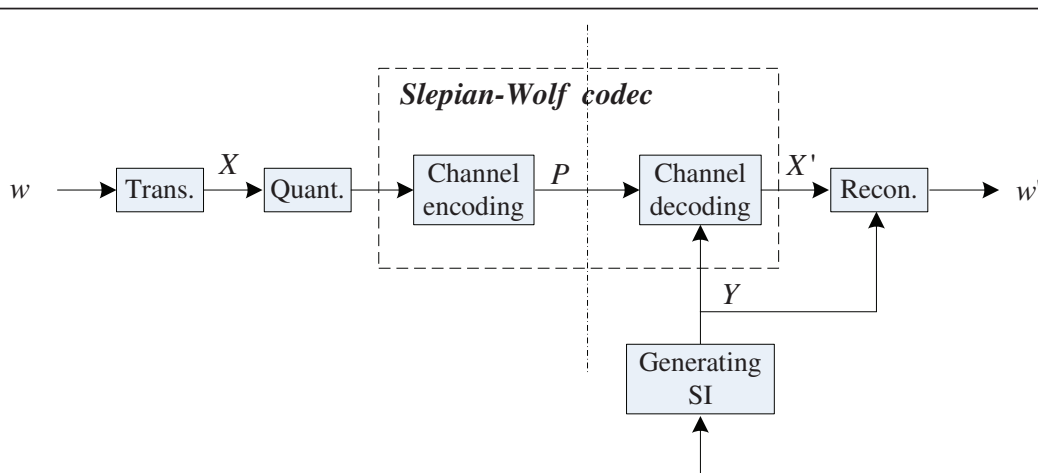 Slepian-Wolf codec
w
Trans.
X
Quant.
Channel
encoding
P
Channel
decoding
X'
Recon.
w'
Y
Generating
SI